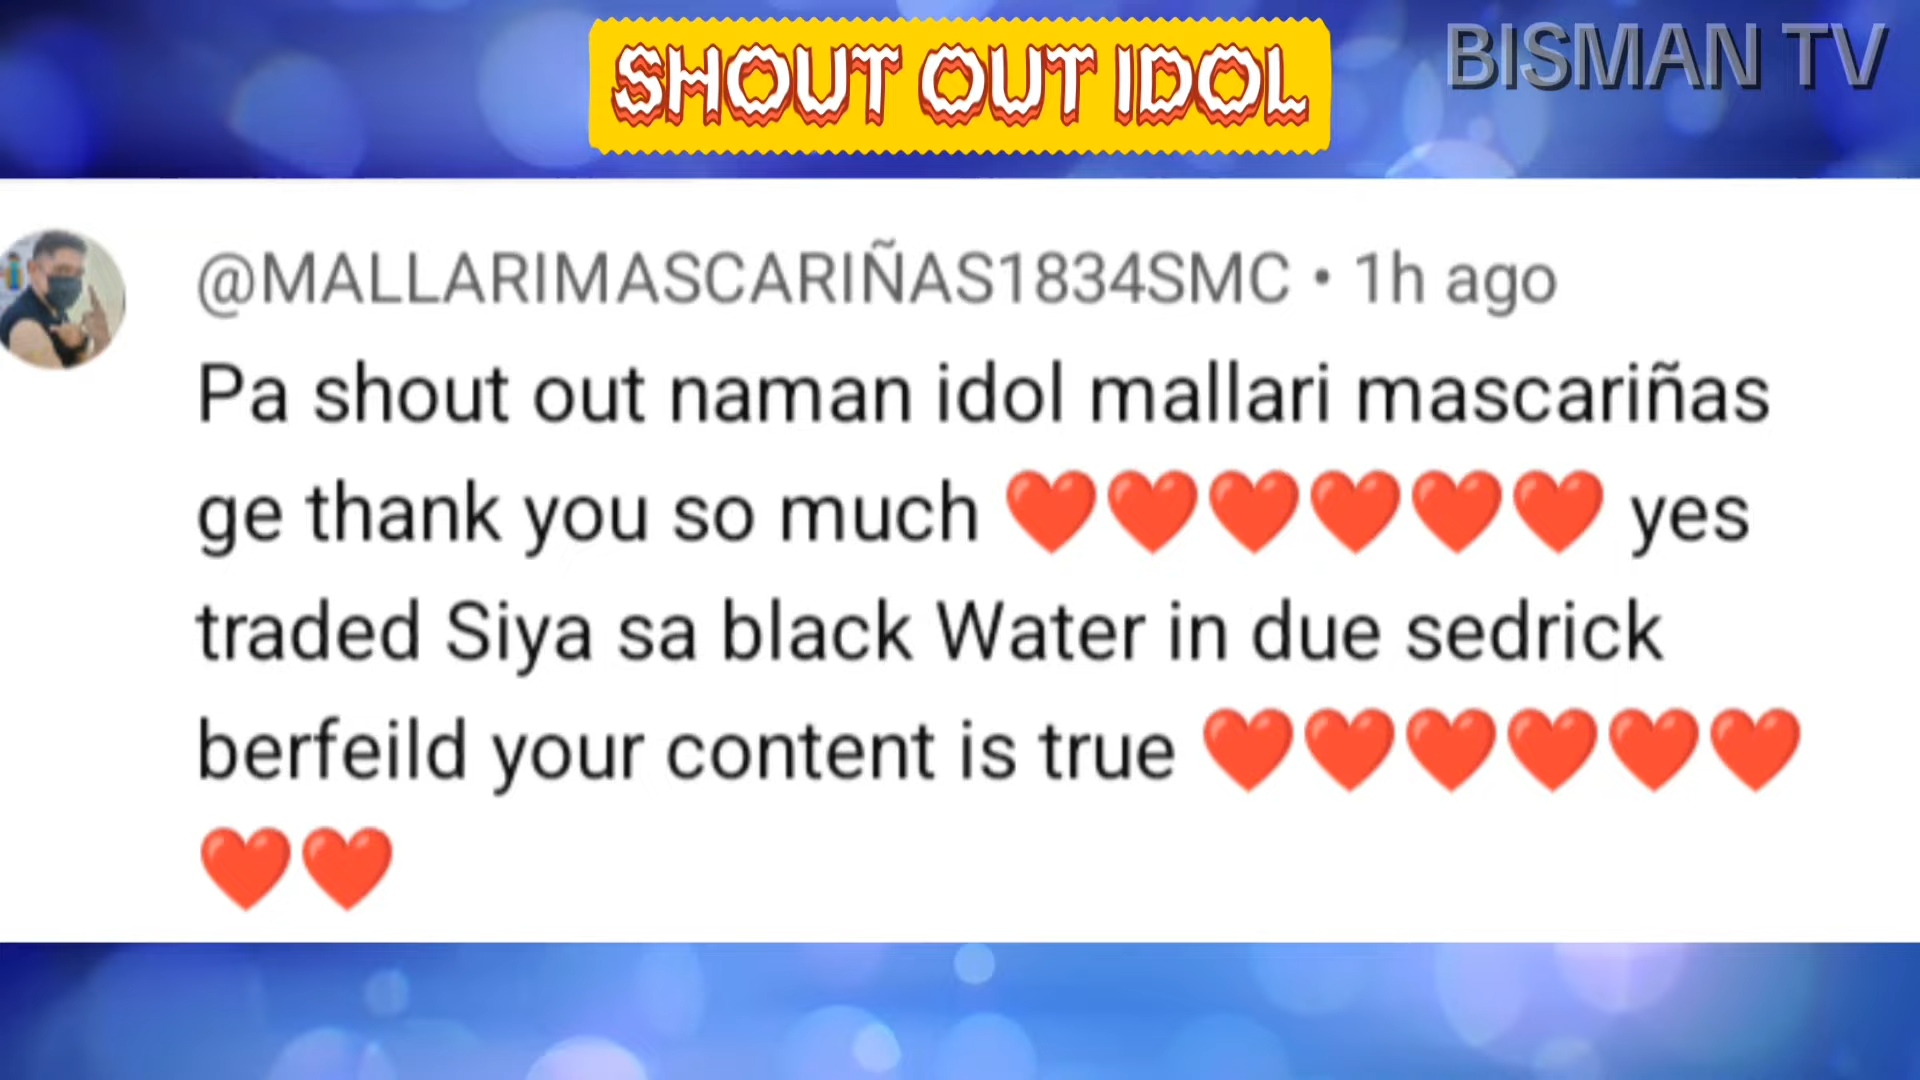 SHOUT OUT IDOL
BISMAN TV
@MALLARIMASCARIÑAS1834SMC • 1h ago
Pa shout out naman idol mallari mascariñas
ge thank you so much ❤️❤️❤️❤️❤️❤️ yes
traded Siya sa black Water in due sedrick
berfeild your content is true ❤️❤️❤️❤️❤️❤️
❤️❤️